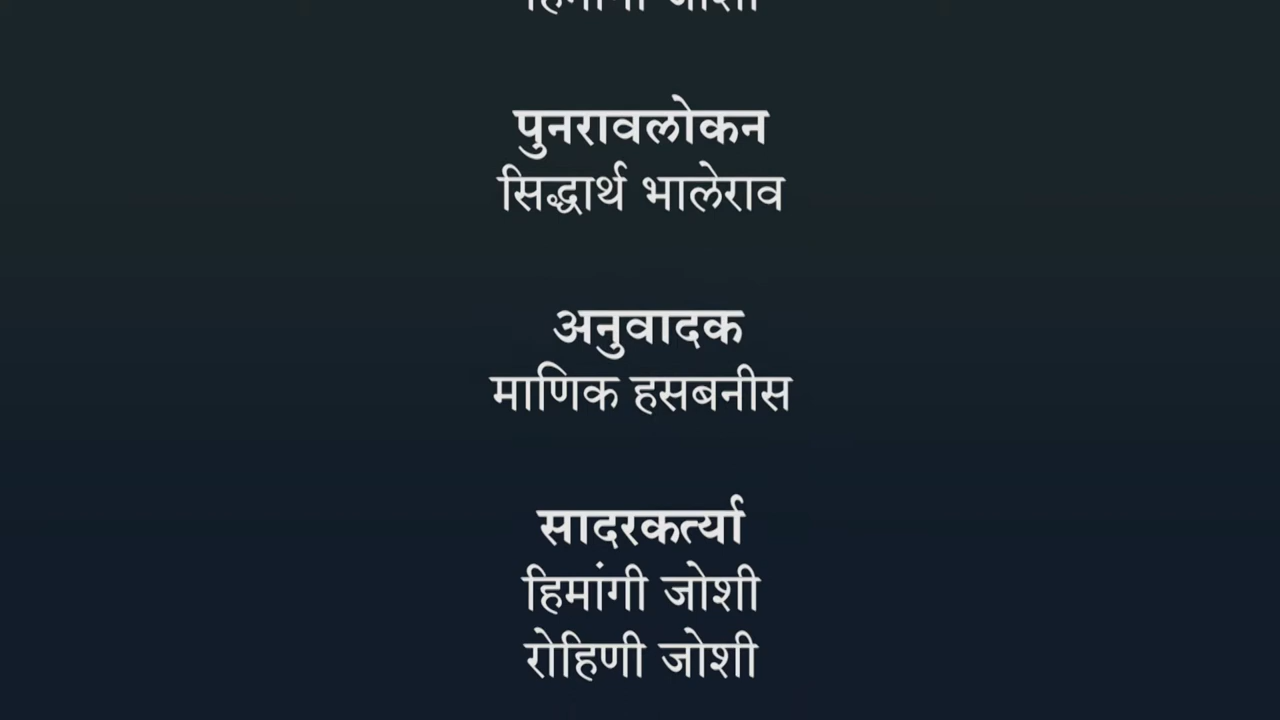 हिमांगी जोशी
पुनरावलोकन
सिद्धार्थ भालेराव
अनुवादक
माणिक हसबनीस
सादरकर्त्या
हिमांगी जोशी
रोहिणी जोशी